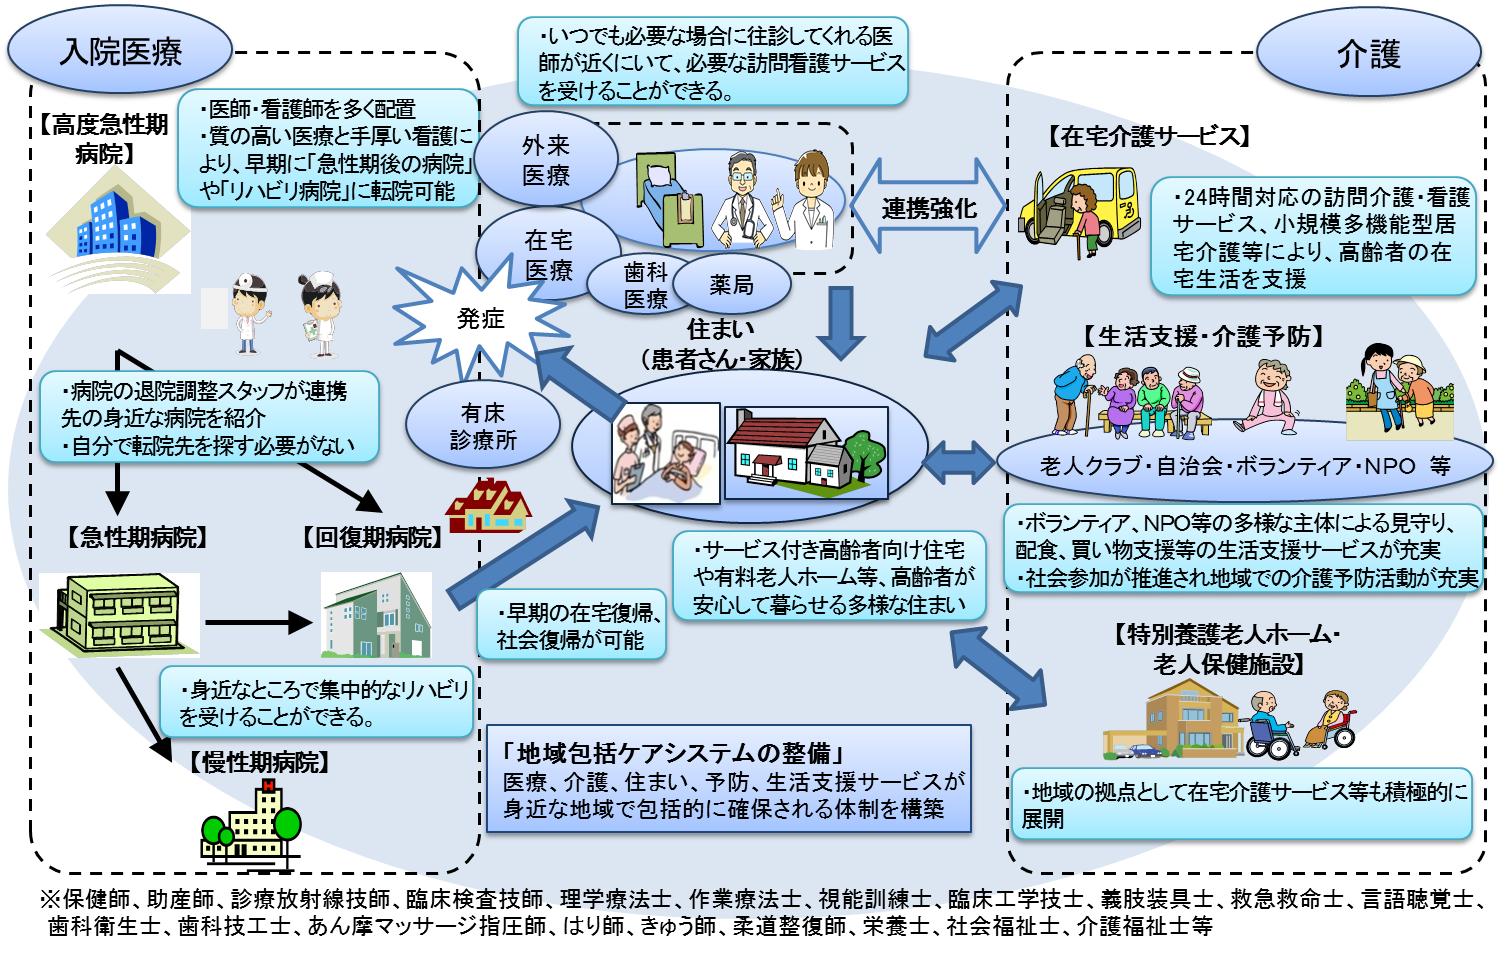 入院医療
【高度急性期
病院】
・医師・看護師を多く配置
・質の高い医療と手厚い看護に
より、早期に「急性期後の病院」
や「リハビリ病院」に転院可能
・病院の退院調整スタッフが連携
先の身近な病院を紹介
・自分で転院先を探す必要がない
【急性期病院】
【回復期病院】
・身近なところで集中的なリハビリ
を受けることができる。
【慢性期病院】
H
・いつでも必要な場合に往診してくれる医
師が近くにいて、必要な訪問看護サービス
を受けることができる。
外来
医療
在宅
医療
歯科
医療
薬局
発症
有床
診療所
住まい
（患者さん・家族）
連携強化
・早期の在宅復帰、
社会復帰が可能
・サービス付き高齢者向け住宅
や有料老人ホーム等、高齢者が
安心して暮らせる多様な住まい
「地域包括ケアシステムの整備」
医療、介護、住まい、予防、生活支援サービスが
身近な地域で包括的に確保される体制を構築
介護
【在宅介護サービス】
・24時間対応の訪問介護・看護
サービス、小規模多機能型居
宅介護等により、高齢者の在
宅生活を支援
【生活支援・介護予防】
老人クラブ・自治会・ボランティア・NPO 等
・ボランティア、NPO等の多様な主体による見守り、
配食、買い物支援等の生活支援サービスが充実
・社会参加が推進され地域での介護予防活動が充実
【特別養護老人ホーム・
老人保健施設】
・地域の拠点として在宅介護サービス等も積極的に
展開
※保健師、助産師、診療放射線技師、臨床検査技師、理学療法士、作業療法士、視能訓練士、臨床工学技士、義肢装具士、救急救命士、言語聴覚士、
歯科衛生士、歯科技工士、あん摩マッサージ指圧師、はり師、きゅう師、柔道整復師、栄養士、社会福祉士、介護福祉士等